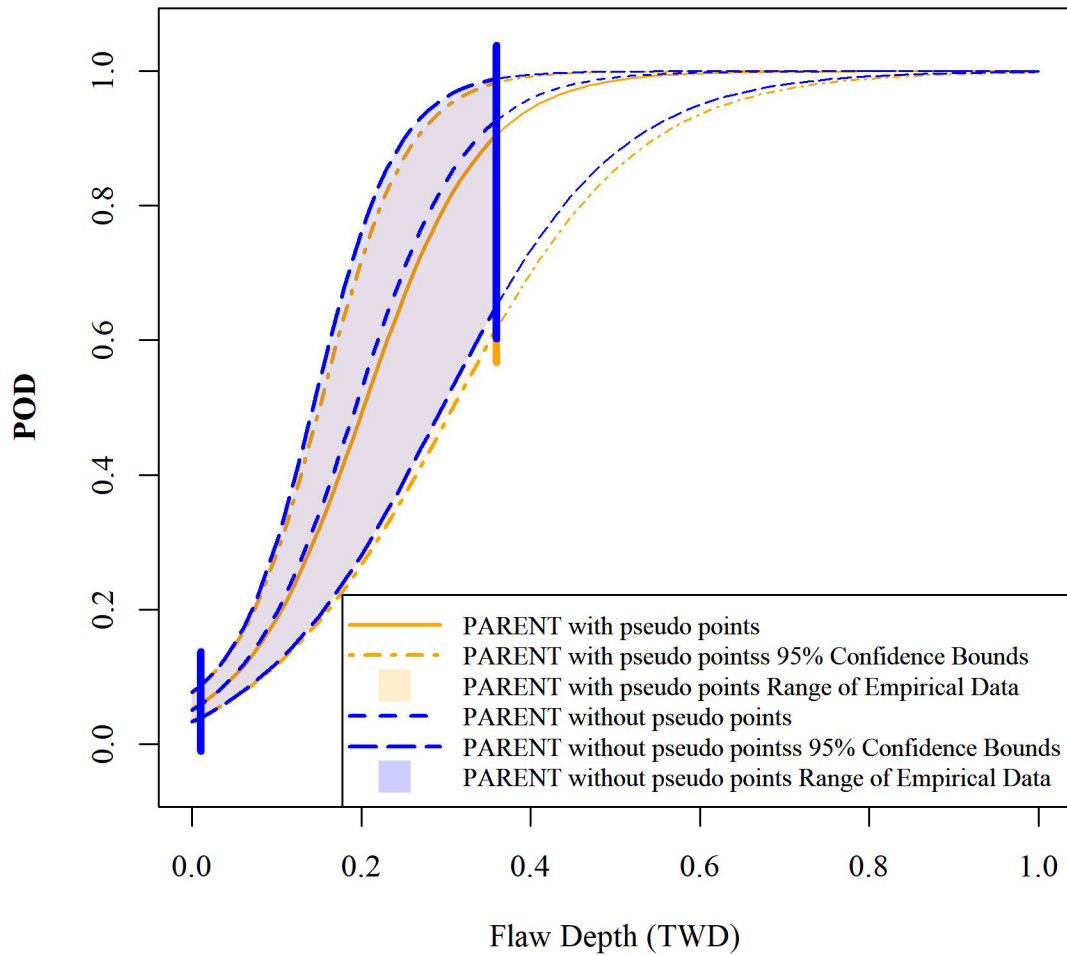 1.0
0.8
0.6
0.4
0.2
0.0
POD
PARENT with pseudo points
PARENT with pseudo pointss 95% Confidence Bounds
PARENT with pseudo points Range of Empirical Data
PARENT without pseudo points
PARENT without pseudo pointss 95% Confidence Bounds
PARENT without pseudo points Range of Empirical Data
0.0 0.2 0.4 0.6 0.8 1.0
Flaw Depth (TWD)